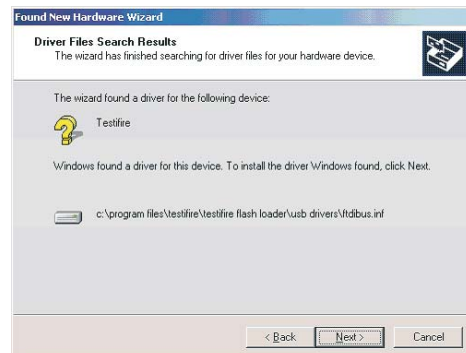 Found New Hardware Wizard
Driver Files Search Results
The wizard has finished searching for driver files for your hardware device.
The wizard found a driver for the following device:
Testifire
Windows found a driver for this device. To install the driver Windows found, click Next.
c:\program files\testifire\testifire flash loader\usb drivers\ftdibus.inf
< Back
Next >
Cancel